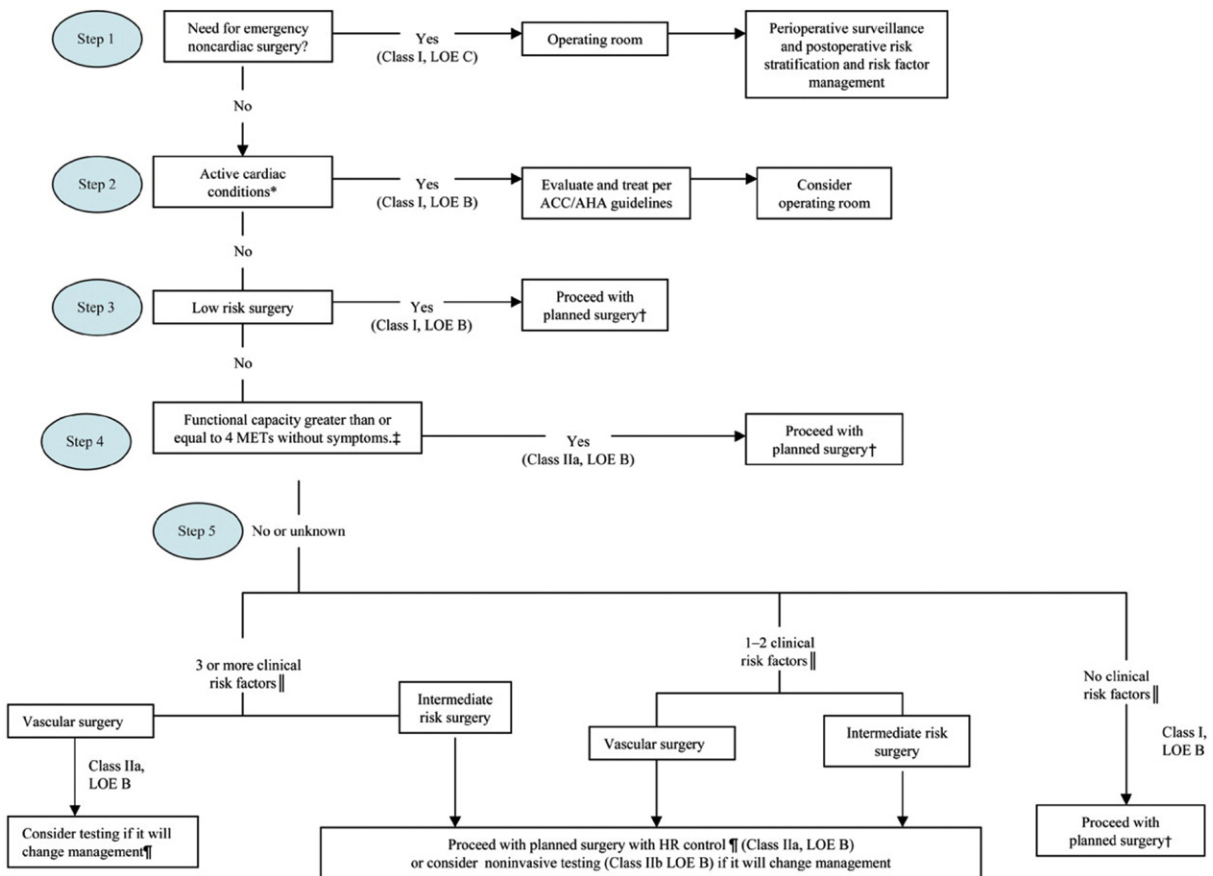 Step 1
Need for emergency
noncardiac surgery?
Yes
(Class I, LOE C)
Operating room
Perioperative surveillance
and postoperative risk
stratification and risk factor
management
No
Step 2
Active cardiac
conditions*
Yes
(Class I, LOE B)
Evaluate and treat per
ACC/AHA guidelines
Consider
operating room
No
Step 3
Low risk surgery
Yes
(Class I, LOE B)
Proceed with
planned surgery†
No
Step 4
Functional capacity greater than or
equal to 4 METs without symptoms.‡
Yes
(Class IIa, LOE B)
Proceed with
planned surgery†
Step 5
No or unknown
3 or more clinical
risk factors‖
1–2 clinical
risk factors‖
No clinical
risk factors‖
Vascular surgery
Intermediate
risk surgery
Vascular surgery
Intermediate risk
surgery
Class I,
LOE B
Class IIa,
LOE B
Consider testing if it will
change management¶
Proceed with planned surgery with HR control ¶ (Class IIa, LOE B)
or consider noninvasive testing (Class IIb LOE B) if it will change management
Proceed with
planned surgery†